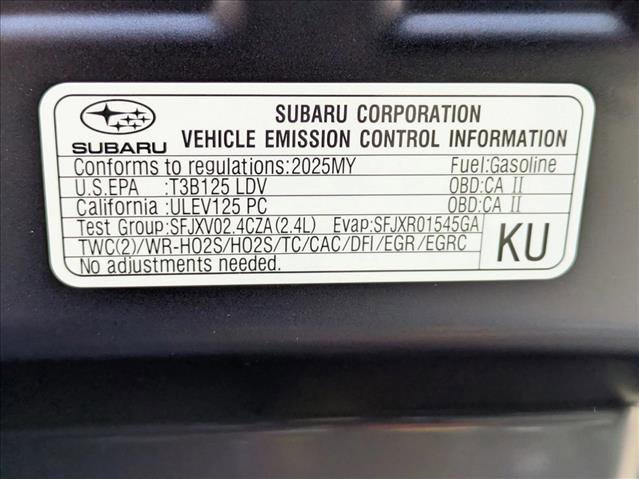 SUBARU CORPORATION
SUBARU VEHICLE EMISSION CONTROL INFORMATION
Conforms to regulations:2025MY Fuel:Gasoline
U.S.EPA :T3B125 LDV OBD:CA II
California :ULEV125 PC OBD:CA II
Test Group:SFJXV02.4CZA(2.4L) Evap:SFJXR01545GA
TWC(2)/WR-HO2S/HO2S/TC/CAC/DFI/EGR/EGRC
No adjustments needed.
KU